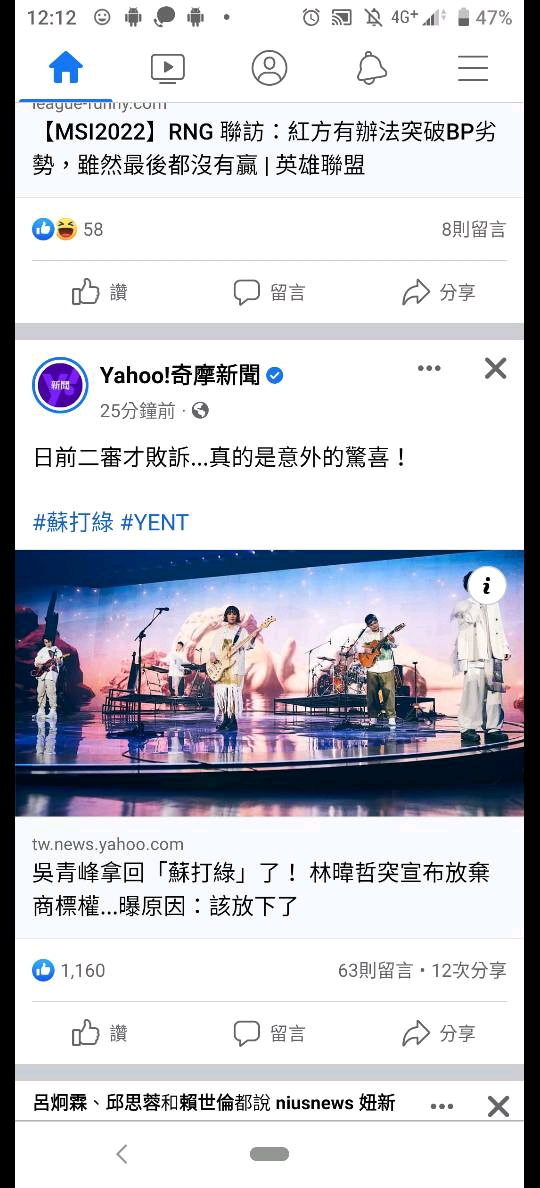 12:12
4G+
47%
league-funny.com
【MSI2022】RNG 聯訪：紅方有辦法突破BP劣
勢，雖然最後都沒有贏 | 英雄聯盟
58
8則留言
讚
留言
分享
新聞
Yahoo!奇摩新聞
25分鐘前 ·
日前二審才敗訴...真的是意外的驚喜！
#蘇打綠 #YENT
i
tw.news.yahoo.com
吳青峰拿回「蘇打綠」了！ 林暐哲突宣布放棄
商標權...曝原因：該放下了
1,160
63則留言 • 12次分享
讚
留言
分享
呂炯霖、邱思蓉和賴世倫都說 niusnews 妞新